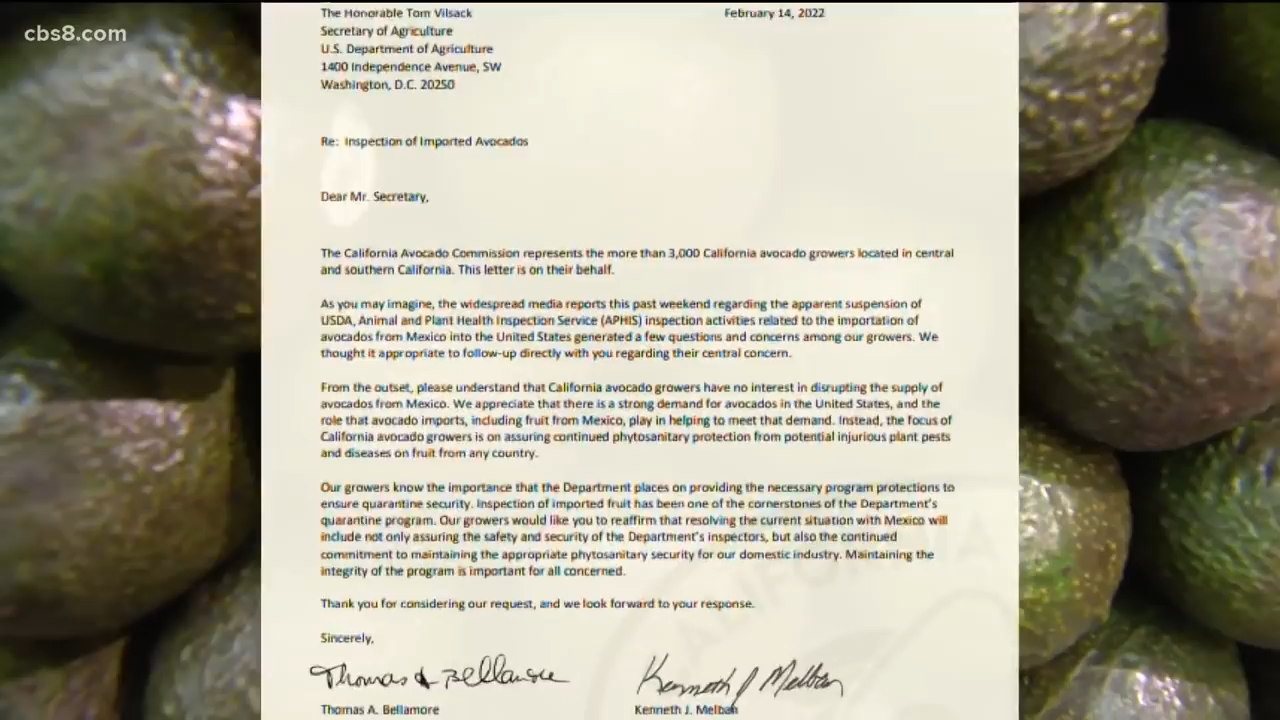 cbs8.com
The Honorable Tom Vilsack February 14, 2022
Secretary of Agriculture
U.S. Department of Agriculture
1400 Independence Avenue, SW
Washington, D.C. 20250
Re: Inspection of Imported Avocados
Dear Mr. Secretary,
The California Avocado Commission represents the more than 3,000 California avocado growers located in central
and southern California. This letter is on their behalf.
As you may imagine, the widespread media reports this past weekend regarding the apparent suspension of
USDA, Animal and Plant Health Inspection Service (APHIS) inspection activities related to the importation of
avocados from Mexico into the United States generated a few questions and concerns among our growers. We
thought it appropriate to follow-up directly with you regarding their central concern.
From the outset, please understand that California avocado growers have no interest in disrupting the supply of
avocados from Mexico. We appreciate that there is a strong demand for avocados in the United States, and the
role that avocado imports, including fruit from Mexico, play in helping to meet that demand. Instead, the focus of
California avocado growers is on assuring continued phytosanitary protection from potential injurious plant pests
and diseases on fruit from any country.
Our growers know the importance that the Department places on providing the necessary program protections to
ensure quarantine security. Inspection of imported fruit has been one of the cornerstones of the Department's
quarantine program. Our growers would like you to reaffirm that resolving the current situation with Mexico will
include not only assuring the safety and security of the Department's inspectors, but also the continued
commitment to maintaining the appropriate phytosanitary security for our domestic industry. Maintaining the
integrity of the program is important for all concerned.
Thank you for considering our request, and we look forward to your response.
Sincerely,
Thomas A Bellamore Kenneth J Melban
Thomas A. Bellamore Kenneth J. Melban